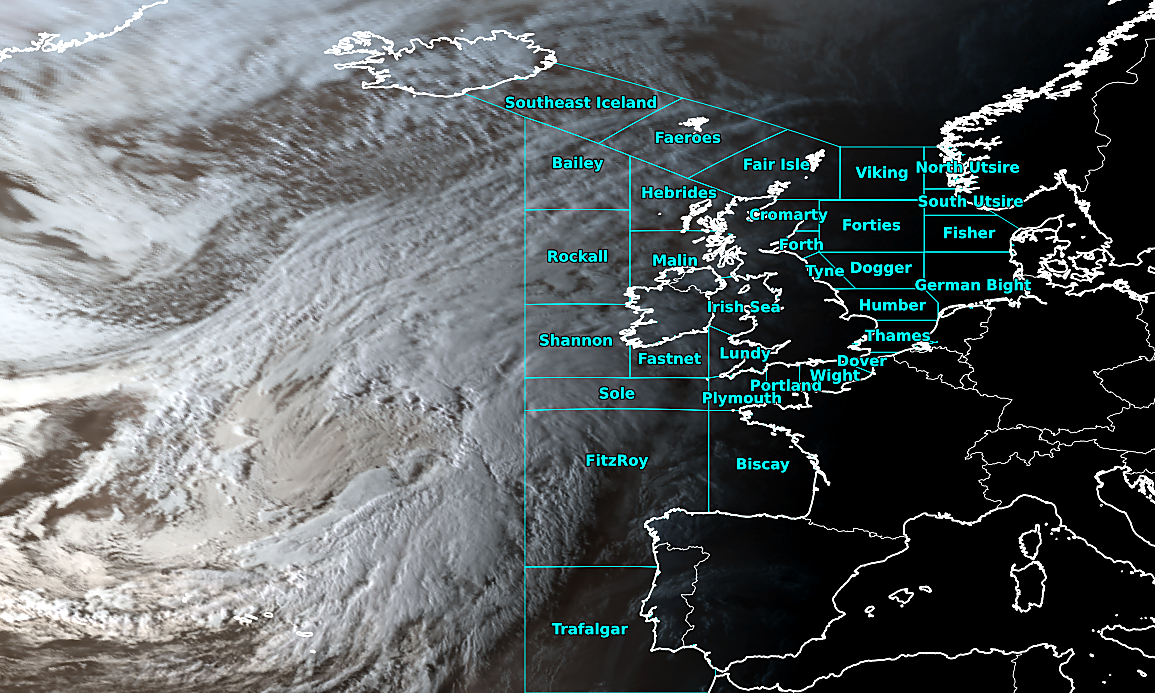 Southeast Iceland
Faeroes
Bailey
Fair Isle
Viking
North Utsire
Hebrides
South Utsire
Cromarty
Forties
Fisher
Forth
Rockall
Malin
Tyne
Dogger
German Bight
Irish Sea
Humber
Shannon
Thames
Fastnet
Lundy
Dover
Wight
Portland
Sole
Plymouth
FitzRoy
Biscay
Trafalgar